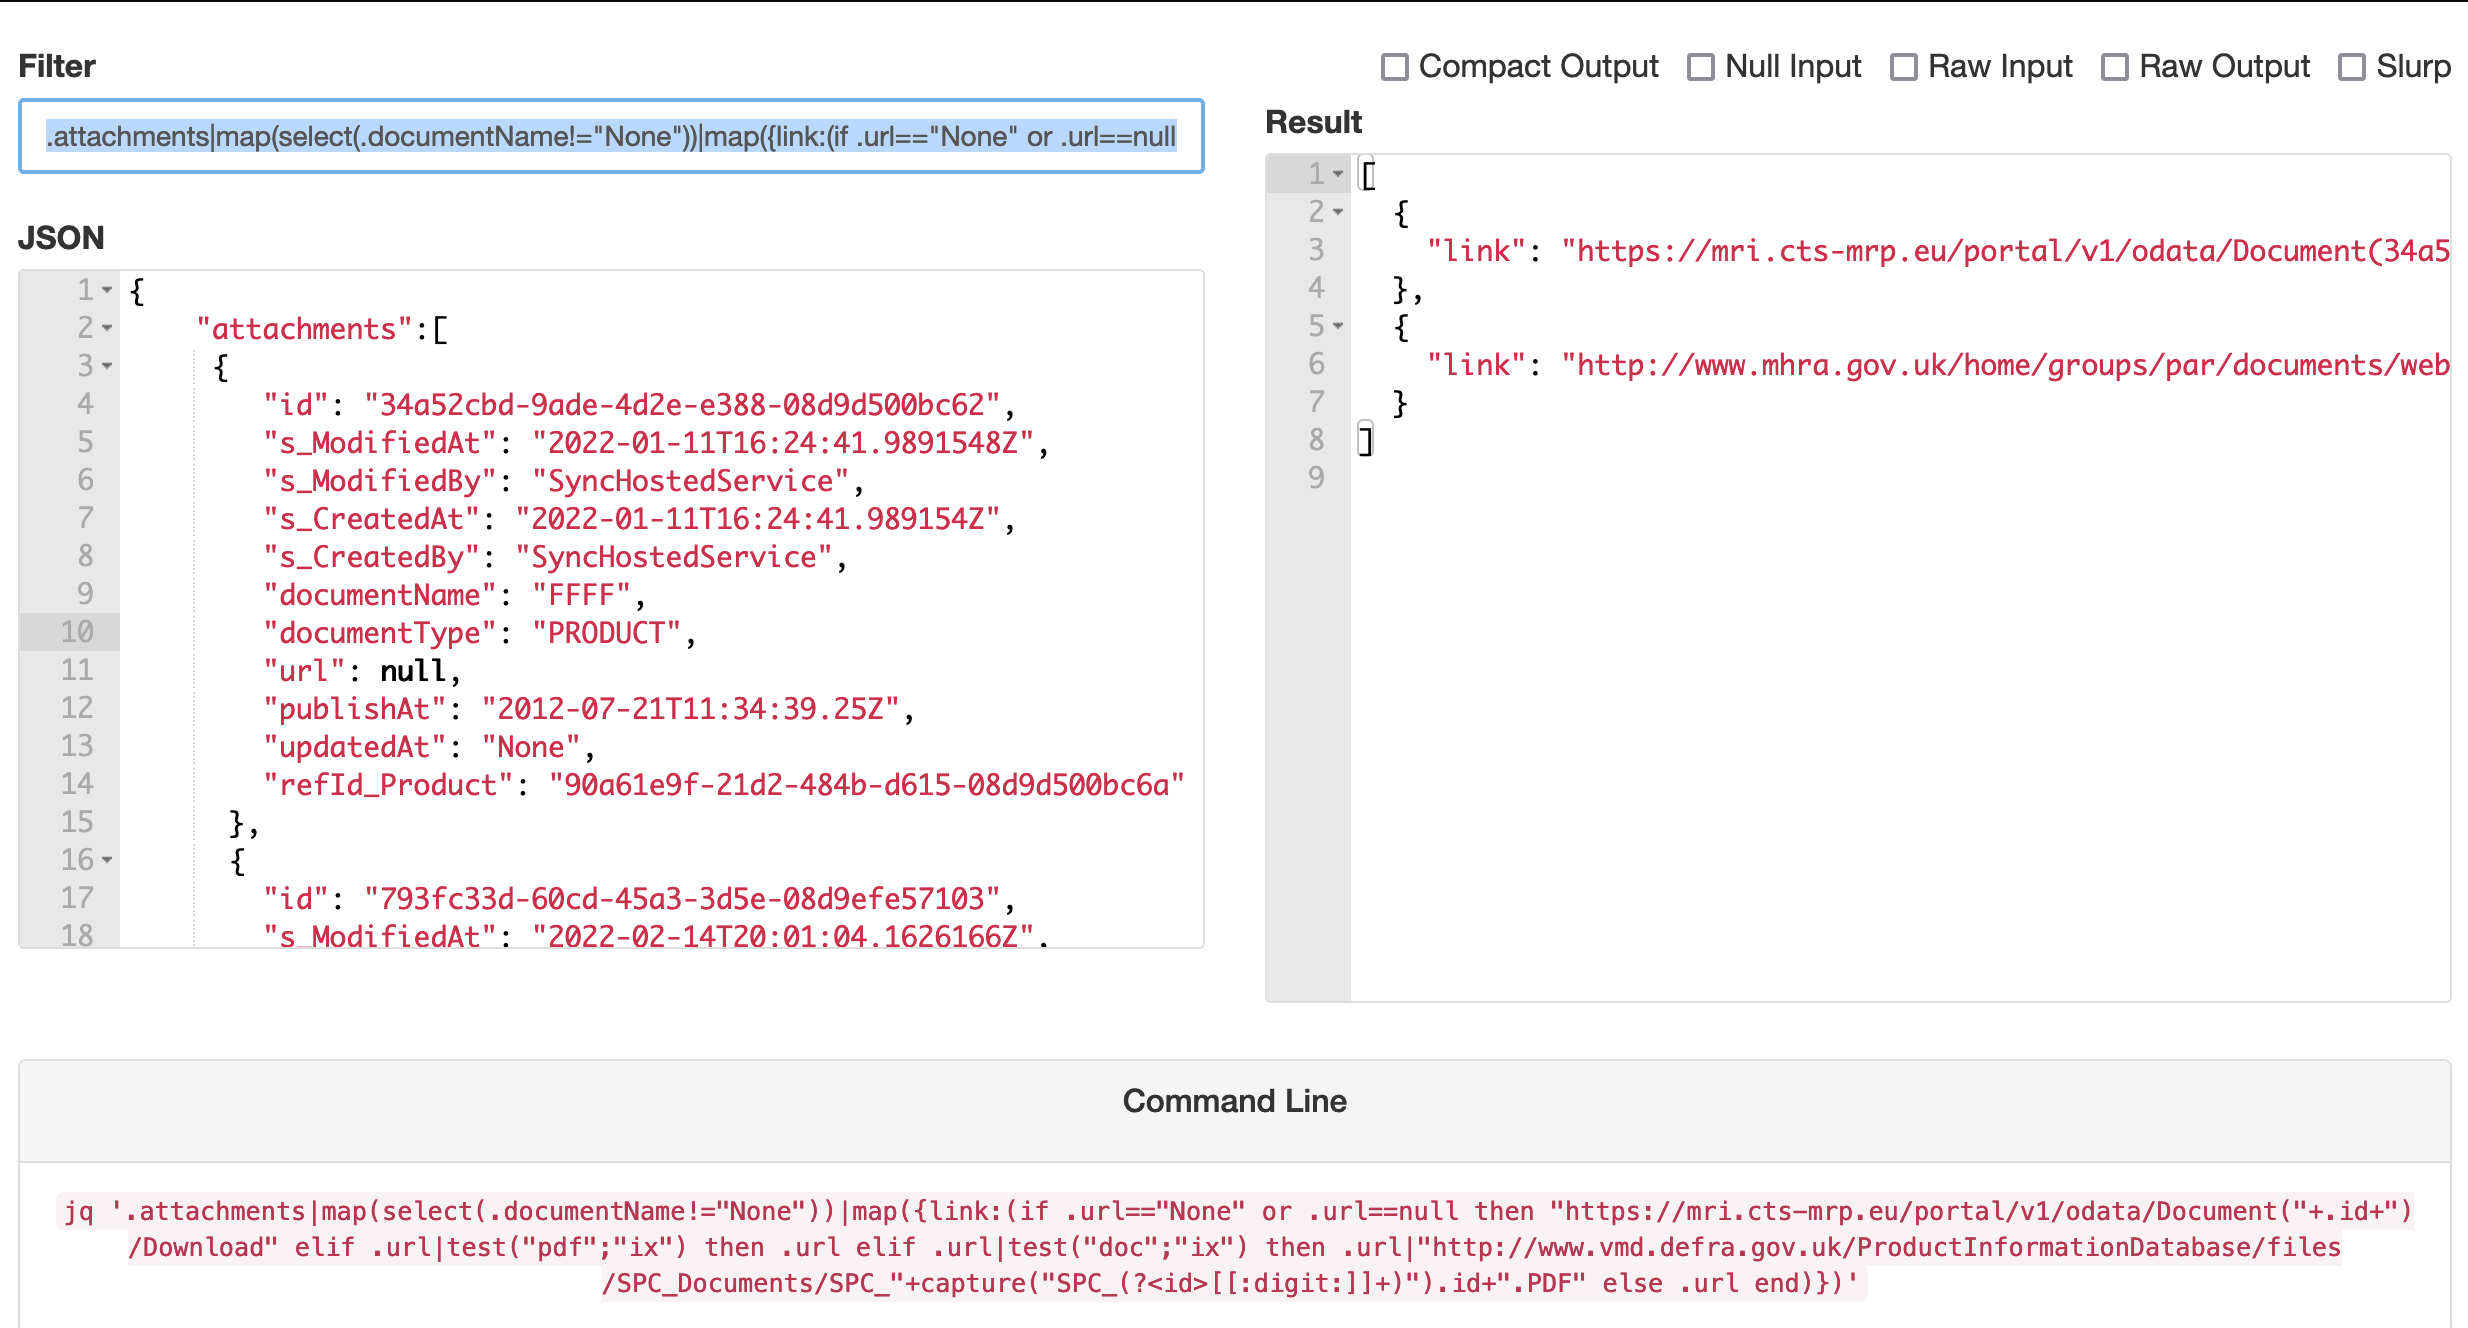 Filter
.attachments|map(select(.documentName!="None"))|map({link:(if .url=="None" or .url==null
JSON
1
{
2
"attachments":[
3
{
4
"id": "34a52cbd-9ade-4d2e-e388-08d9d500bc62",
5
"s_ModifiedAt": "2022-01-11T16:24:41.9891548Z",
6
"s_ModifiedBy": "SyncHostedService",
7
"s_CreatedAt": "2022-01-11T16:24:41.989154Z",
8
"s_CreatedBy": "SyncHostedService",
9
"documentName": "FFFF",
10
"documentType": "PRODUCT",
11
"url": null,
12
"publishAt": "2012-07-21T11:34:39.25Z",
13
"updatedAt": "None",
14
"refId_Product": "90a61e9f-21d2-484b-d615-08d9d500bc6a"
15
},
16
{
17
"id": "793fc33d-60cd-45a3-3d5e-08d9efe57103",
18
"s_ModifiedAt": "2022-02-14T20:01:04.1626166Z",
Compact Output Null Input Raw Input Raw Output Slurp
Result
1
[
2
{
3
"link": "https://mri.cts-mrp.eu/portal/v1/odata/Document(34a5
4
},
5
{
6
"link": "http://www.mhra.gov.uk/home/groups/par/documents/web
7
}
8
]
9
Command Line
jq '.attachments|map(select(.documentName!="None"))|map({link:(if .url=="None" or .url==null then "https://mri.cts-mrp.eu/portal/v1/odata/Document("+.id+")
/Download" elif .url|test("pdf";"ix") then .url elif .url|test("doc";"ix") then .url|"http://www.vmd.defra.gov.uk/ProductInformationDatabase/files
/SPC_Documents/SPC_"+capture("SPC_(?<id>[[:digit:]]+)").id+".PDF" else .url end)})'